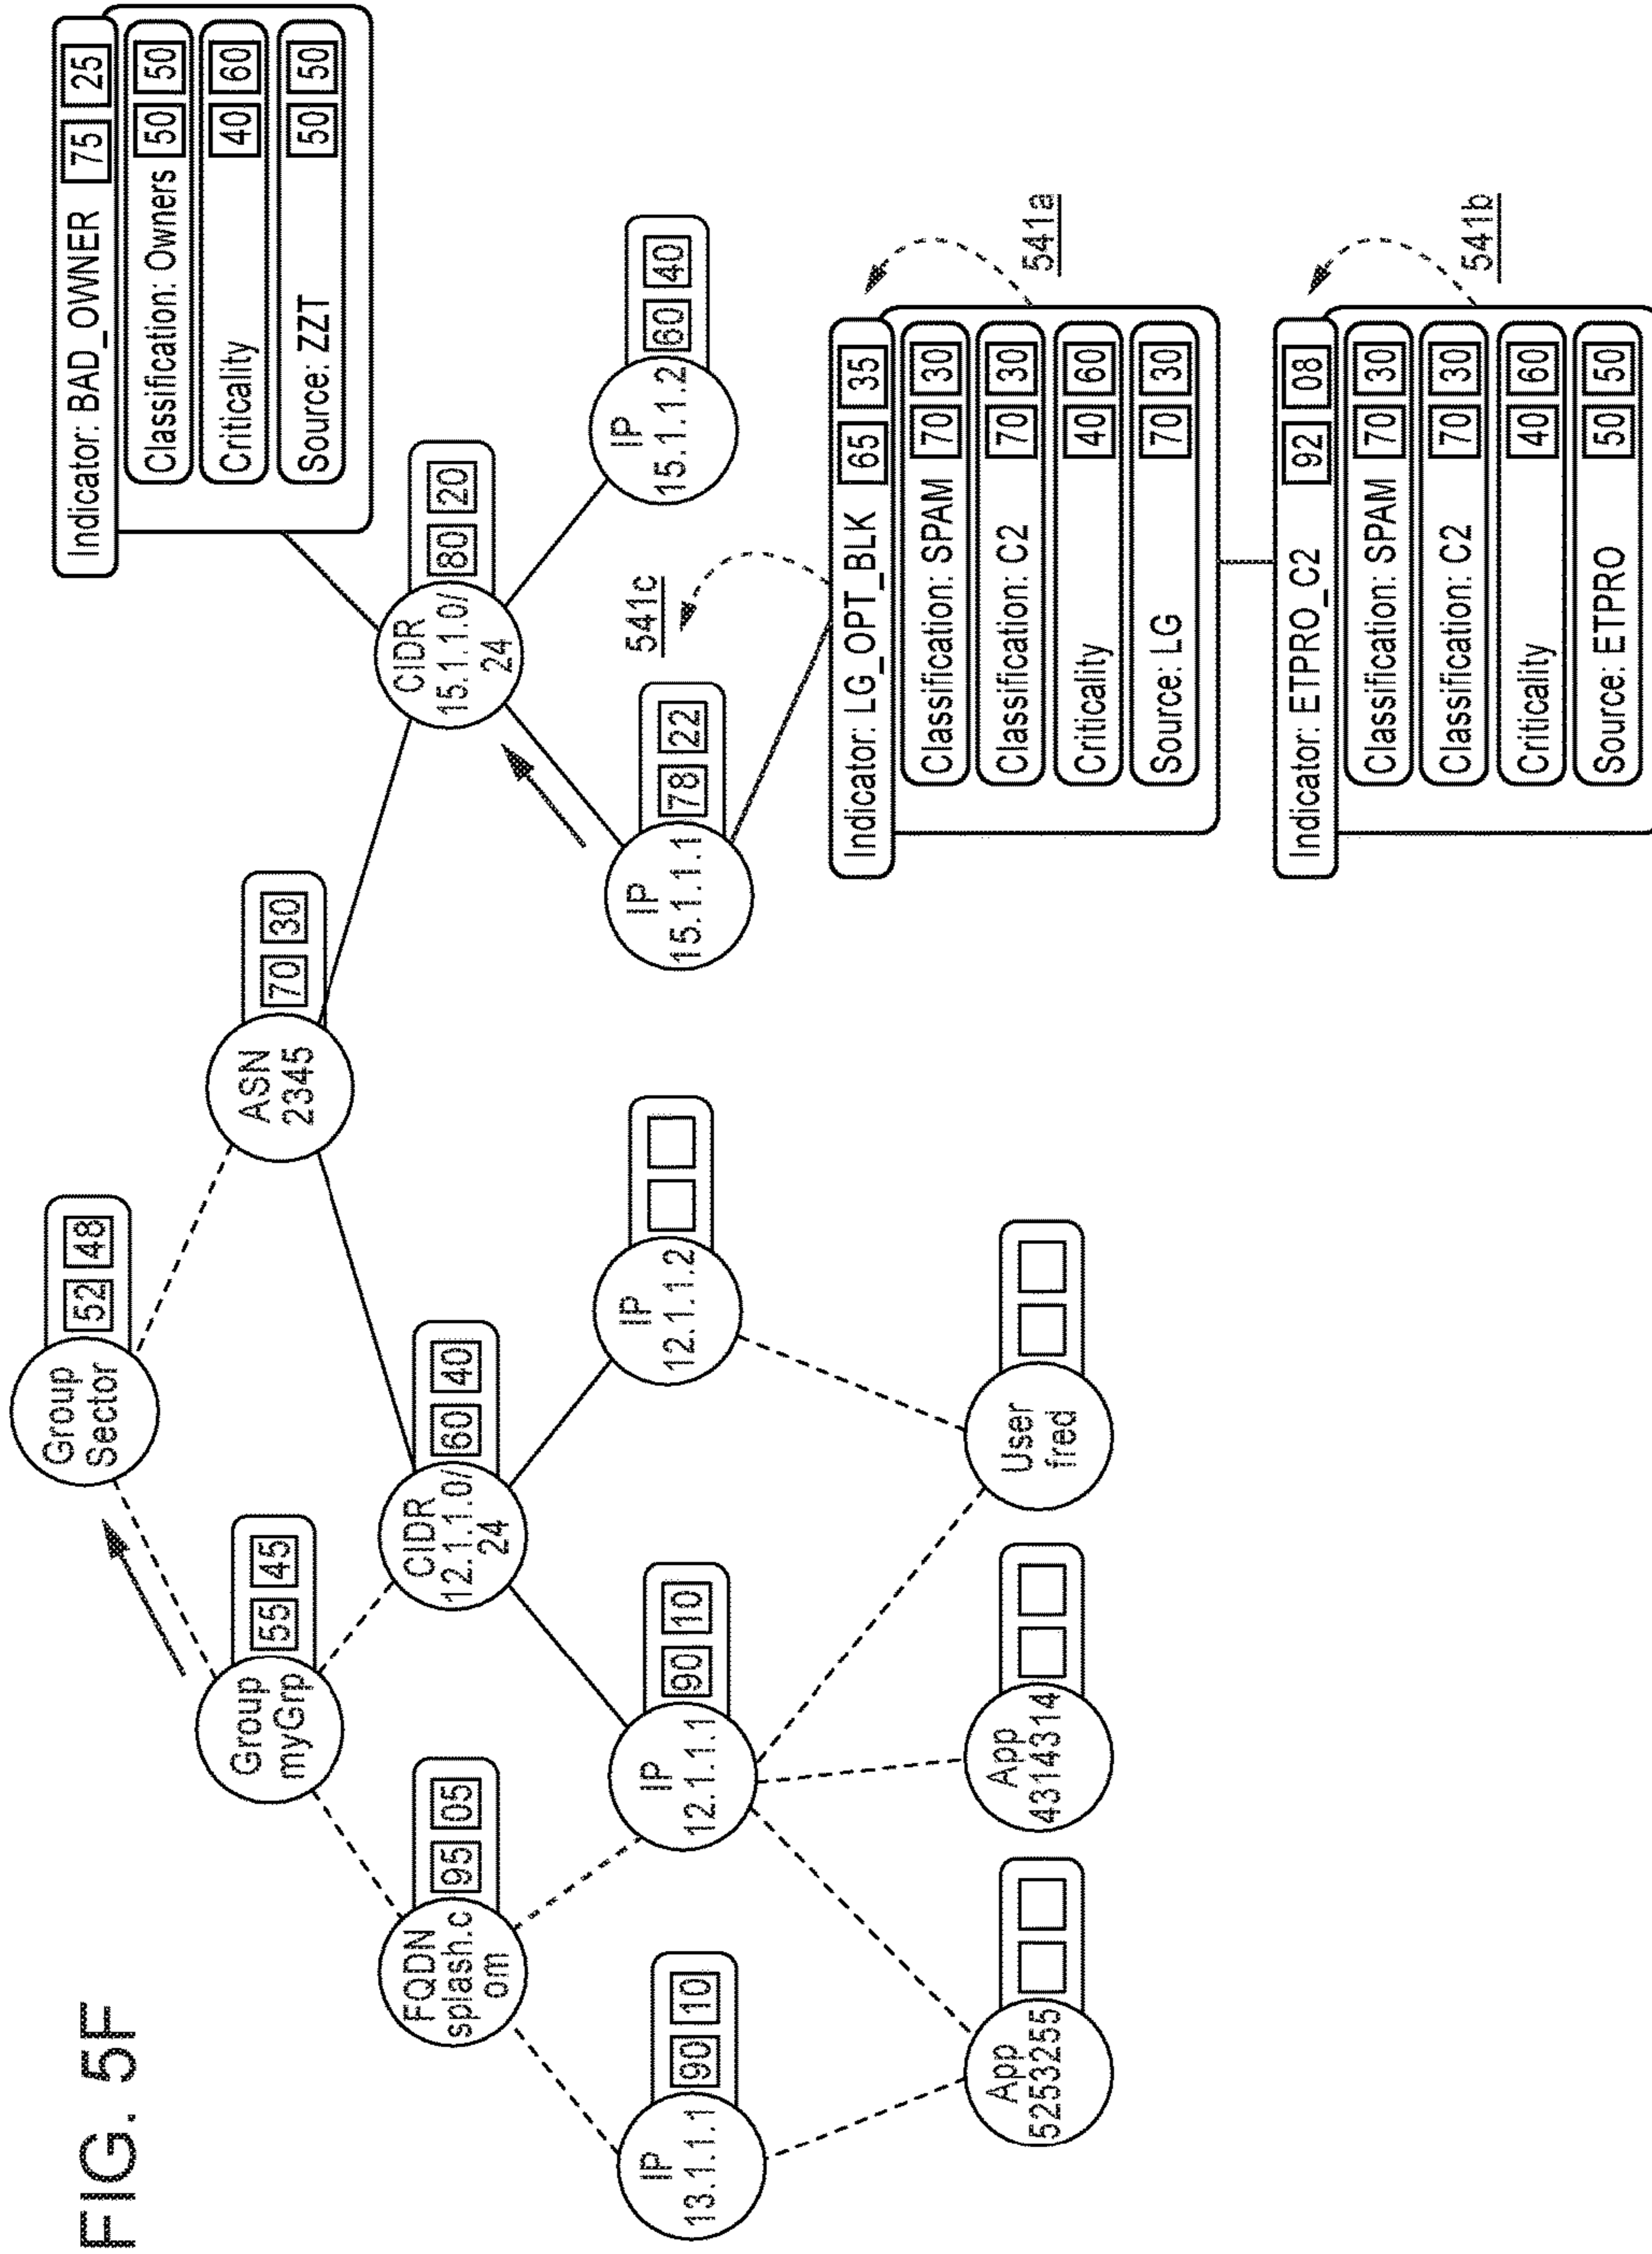 FIG. 5F
Group
Sector
52 48
Group
myGrp
55 45
ASN
2345
70 30
FQDN
splash.c
om
95 05
CIDR
12.1.1.0/
24
60 40
CIDR
15.1.1.0/
24
80 20
IP
13.1.1.1
90 10
IP
12.1.1.1
90 10
IP
12.1.1.2
IP
15.1.1.1
78 22
IP
15.1.1.2
60 40
App
5253255
App
4314314
User
fred
Indicator: BAD_OWNER 75 25
Classification: Owners 50 50
Criticality 40 60
Source: ZZT 50 50
541c
Indicator: LG_OPT_BLK 65 35
Classification: SPAM 70 30
Classification: C2 70 30
Criticality 40 60
Source: LG 70 30
541a
Indicator: ETPRO_C2 92 08
Classification: SPAM 70 30
Classification: C2 70 30
Criticality 40 60
Source: ETPRO 50 50
541b